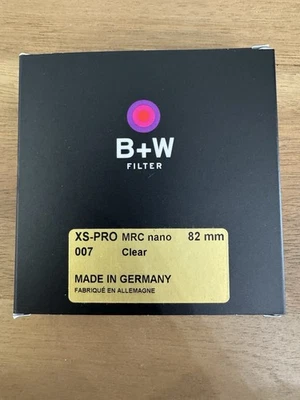 B+W
FILTER
XS-PRO MRC nano 82 mm
007 Clear
MADE IN GERMANY
FABRIQUÉ EN ALLEMAGNE